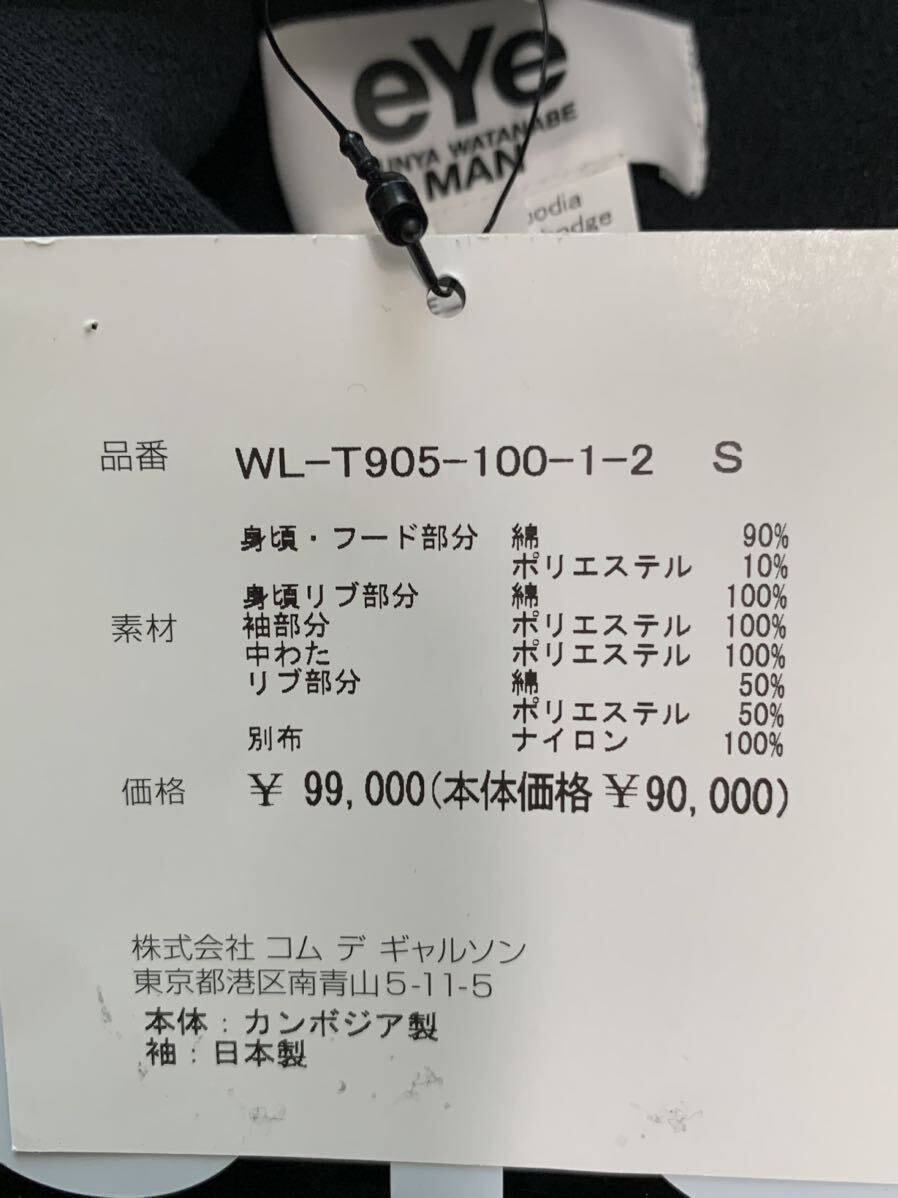 eYe
JUNYA WATANABE
MAN
品番 WL-T905-100-1-2 S
身頃・フード部分 綿 90%
ポリエステル 10%
身頃リブ部分 綿 100%
素材 袖部分 ポリエステル 100%
中わた ポリエステル 100%
リブ部分 綿 50%
ポリエステル 50%
別布 ナイロン 100%
価格 ¥ 99,000(本体価格 ¥90,000)
株式会社 コム デ ギャルソン
東京都港区南青山5-11-5
本体:カンボジア製
袖:日本製